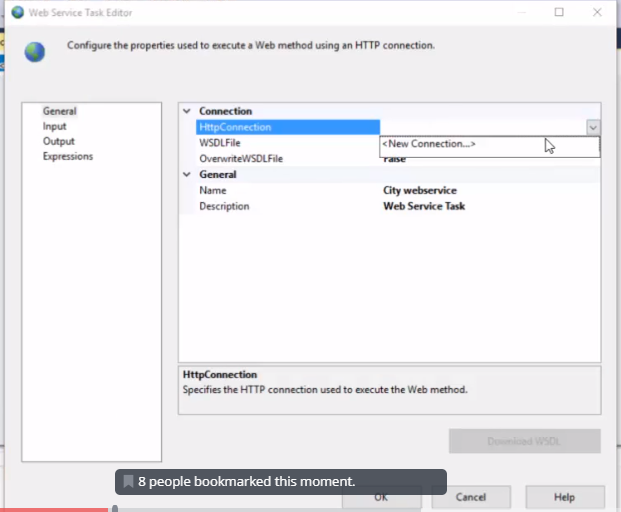 Web Service Task Editor
Configure the properties used to execute a Web method using an HTTP connection.
General
Input
Output
Expressions
Connection
HttpConnection
WSDLFile
<New Connection...>
OverwriteWSDLFile
False
General
Name
City webservice
Description
Web Service Task
HttpConnection
Specifies the HTTP connection used to execute the Web method.
Download WSDL
8 people bookmarked this moment.
OK
Cancel
Help